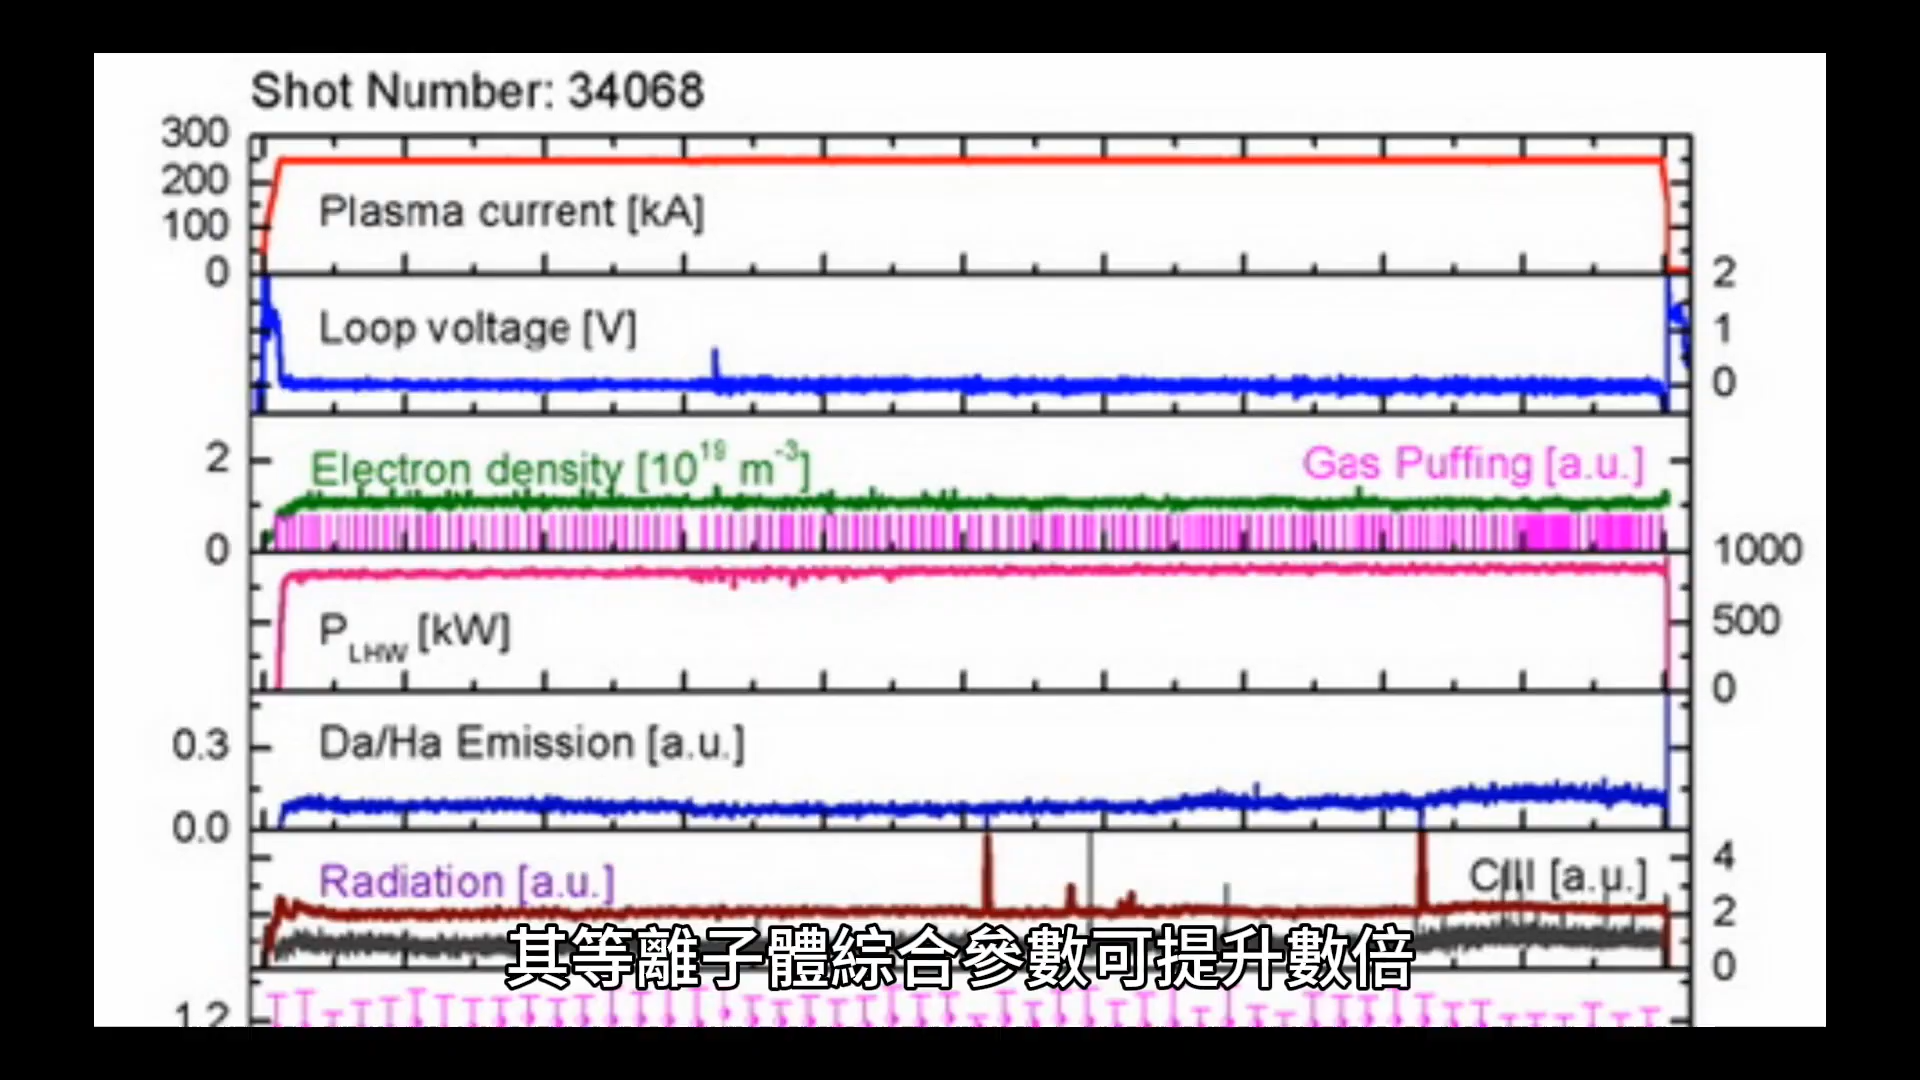 Shot Number: 34068
300
200
100
0
Plasma current [kA]
2
1
0
Loop voltage [V]
2
0
Electron density [10¹⁹ m⁻³]
Gas Puffing [a.u.]
1000
500
0
P_LHW [kW]
0.3
0.0
Da/Ha Emission [a.u.]
Radiation [a.u.]
CIII [a.u.]
4
2
0
其等離子體綜合參數可提升數倍
1.2